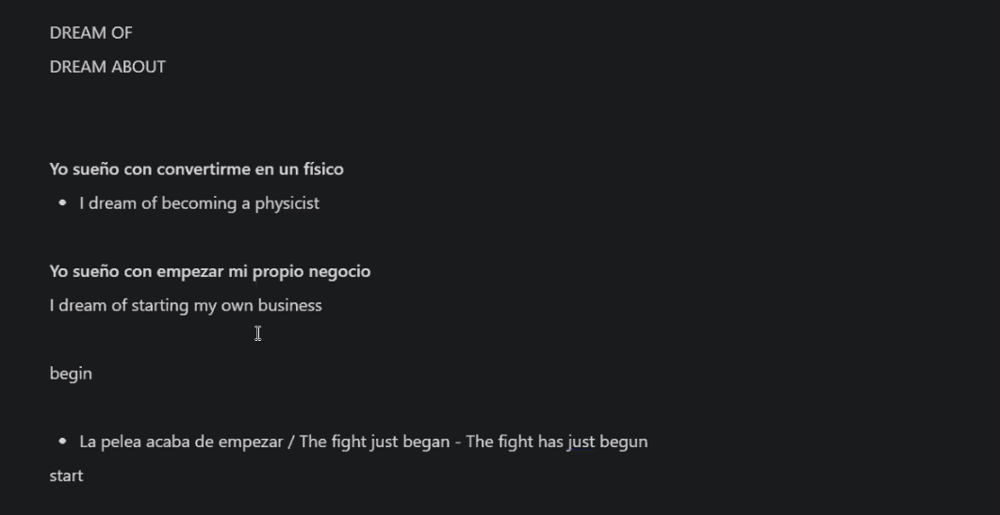 DREAM OF
DREAM ABOUT
Yo sueño con convertirme en un físico
• I dream of becoming a physicist
Yo sueño con empezar mi propio negocio
I dream of starting my own business
begin
• La pelea acaba de empezar / The fight just began - The fight has just begun
start